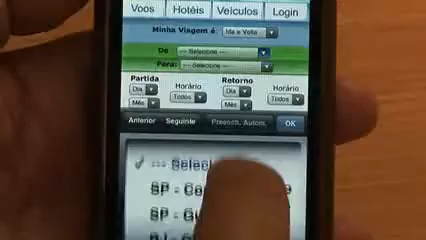 Voos Hotéis Veículos Login
Minha Viagem é: Ida e Volta
De --- Selecione ---
Para: --- Selecione ---
Partida Retorno
Dia Horário Dia Horário
Todos Todos
Mês Mês
Anterior Seguinte Preench. Autom. OK
✓ --- Selec
SP -
SP -